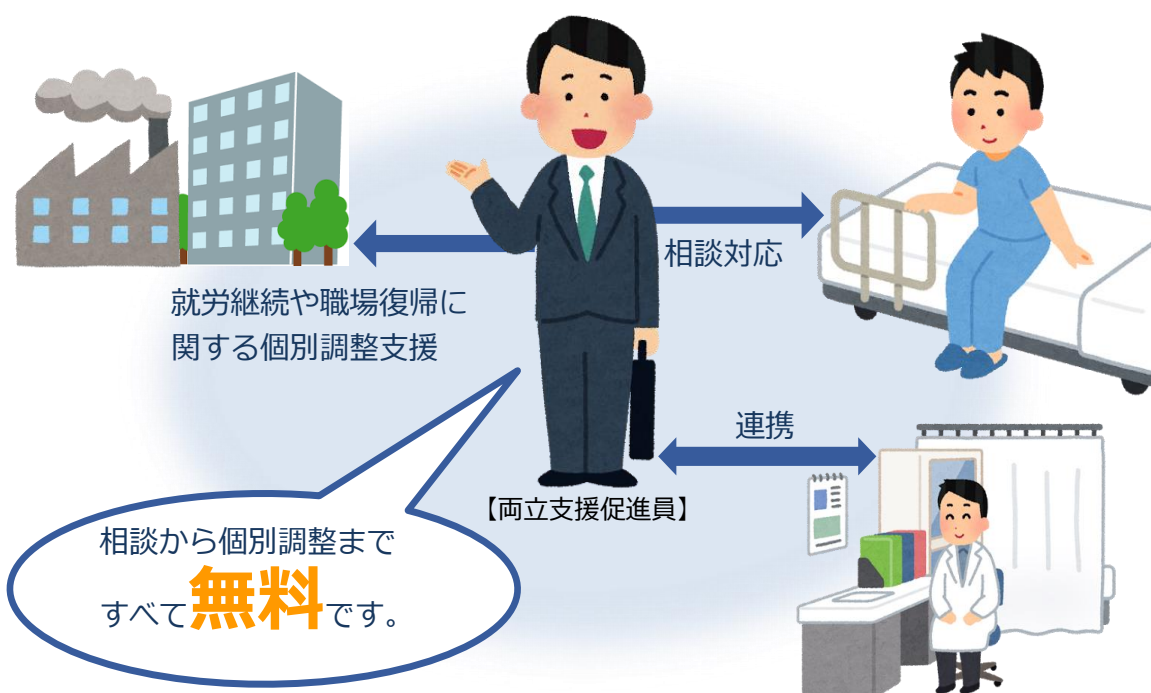 相談対応
就労継続や職場復帰に
関する個別調整支援
連携
【両立支援促進員】
相談から個別調整まで
すべて無料です。